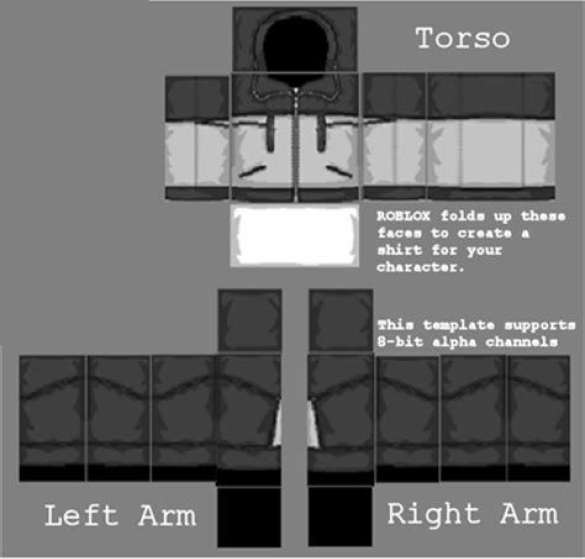 Torso
ROBLOX folds up these
faces to create a
shirt for your
character.
This template supports
8-bit alpha channels
Left Arm
Right Arm